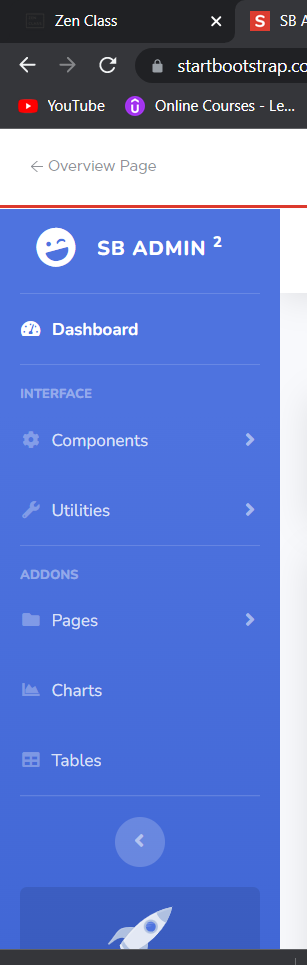 Zen Class
S SB A
startbootstrap.co
YouTube
Online Courses - Le...
Overview Page
SB ADMIN 2
Dashboard
INTERFACE
Components
Utilities
ADDONS
Pages
Charts
Tables